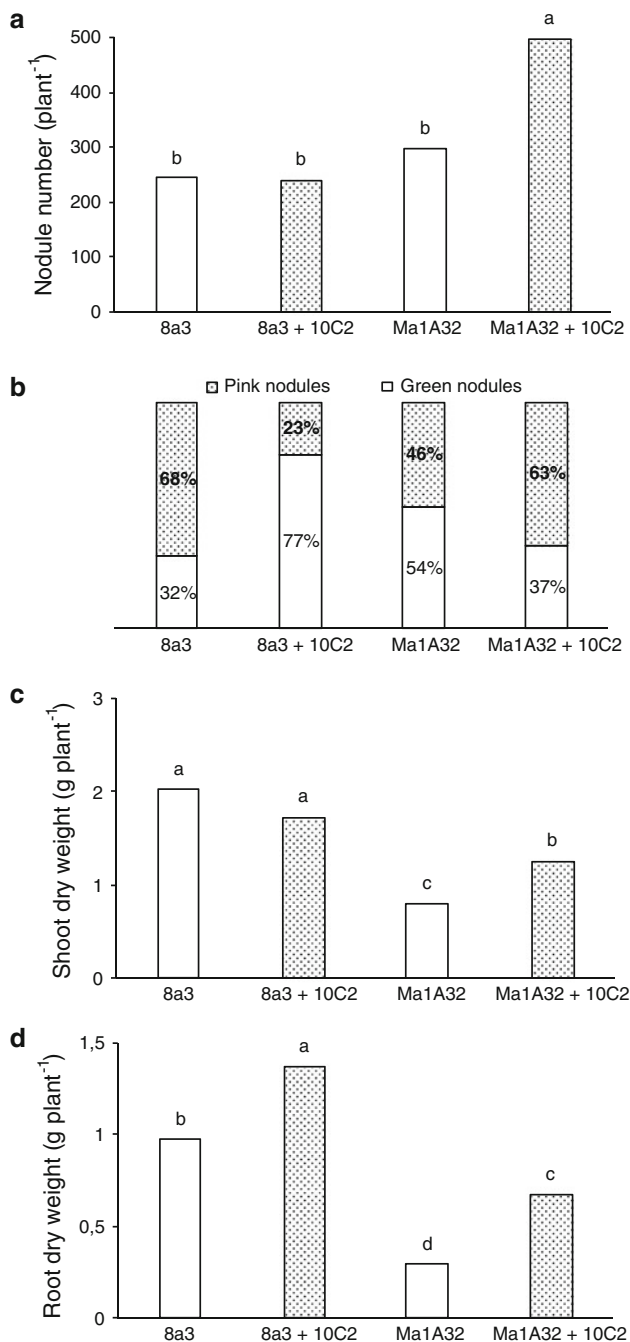 a
Nodule number (plant⁻¹)
500
400
300
200
100
0
b
b
b
a
8a3
8a3 + 10C2
Ma1A32
Ma1A32 + 10C2
b
Pink nodules
Green nodules
68%
23%
46%
63%
32%
77%
54%
37%
8a3
8a3 + 10C2
Ma1A32
Ma1A32 + 10C2
c
Shoot dry weight (g plant⁻¹)
3
2
1
0
a
a
c
b
8a3
8a3 + 10C2
Ma1A32
Ma1A32 + 10C2
d
Root dry weight (g plant⁻¹)
1,5
1
0,5
0
b
a
d
c
8a3
8a3 + 10C2
Ma1A32
Ma1A32 + 10C2